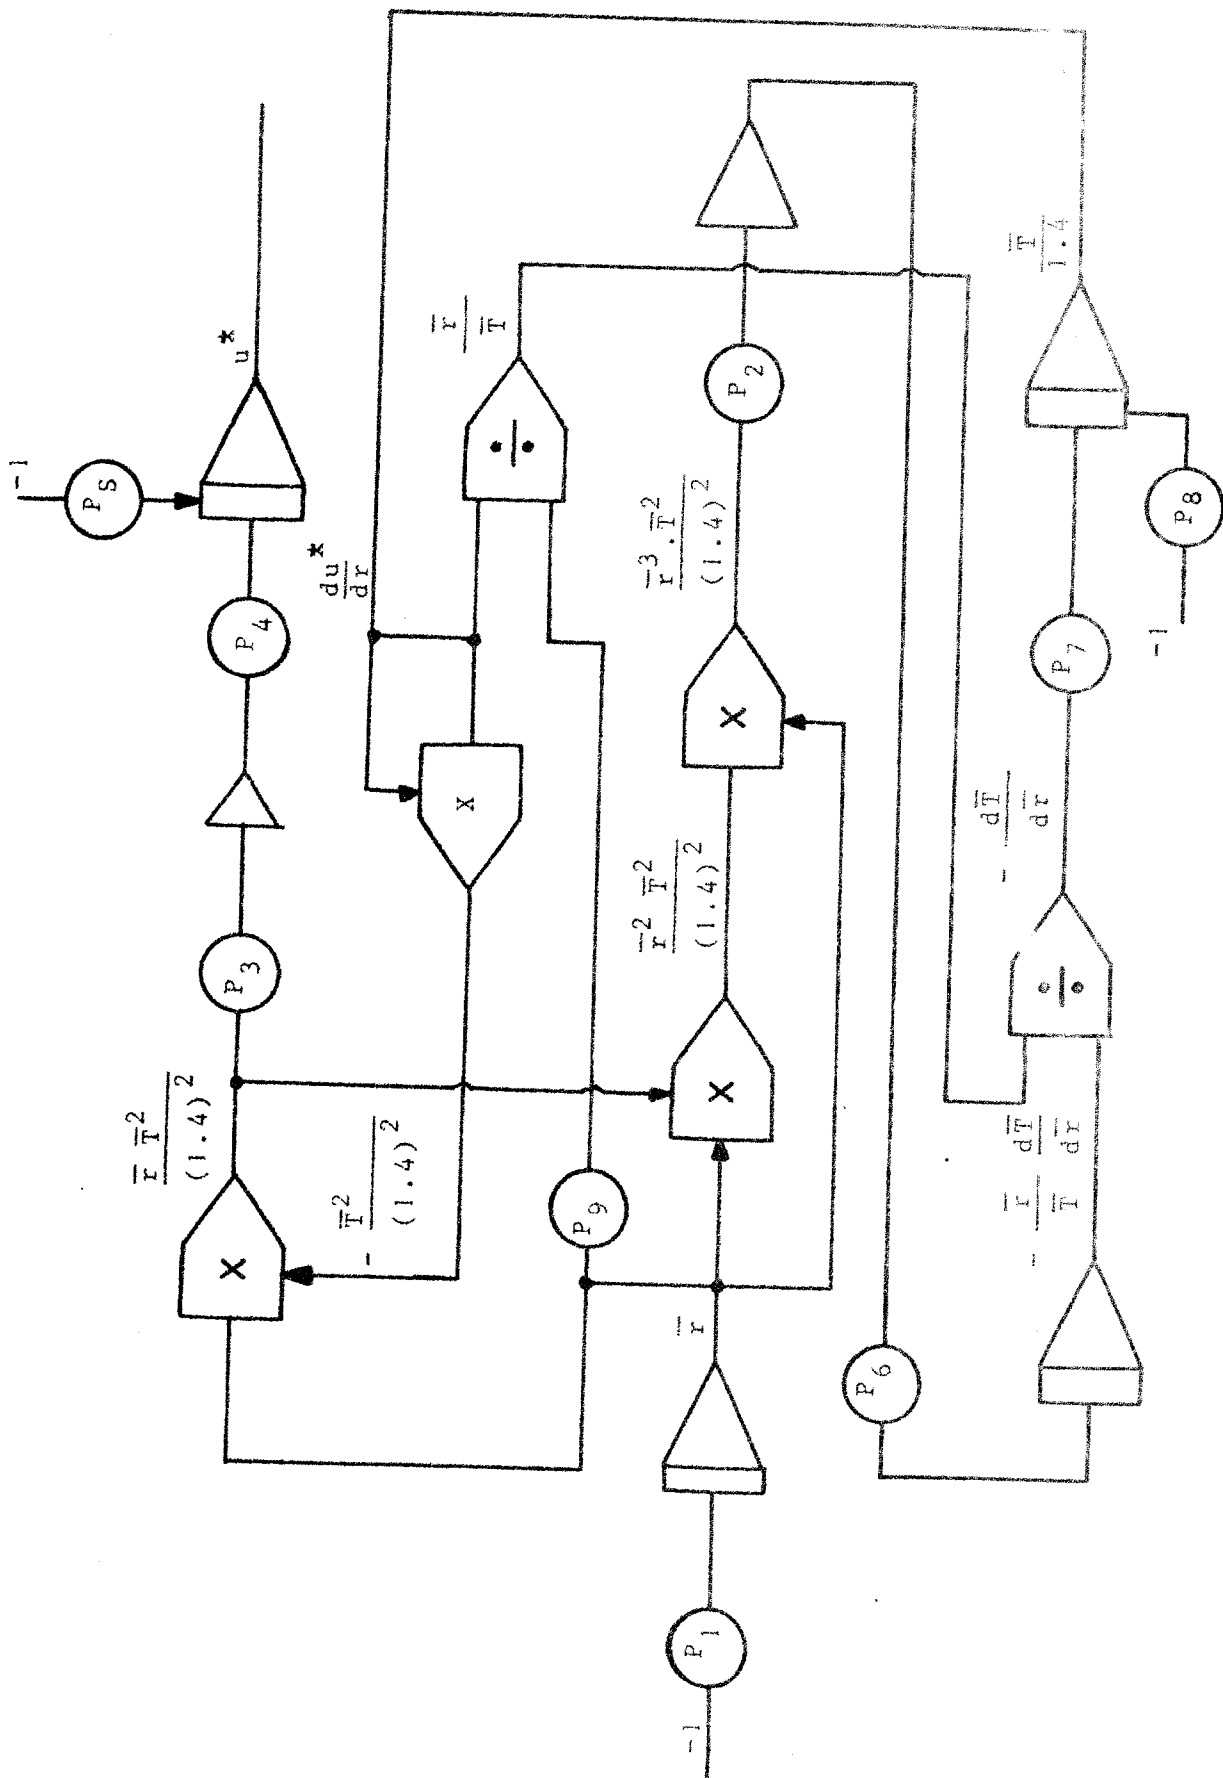 -1
P_S
u*
P_4
P_3
r̅ T̅² / (1.4)²
X
du* / dr
r̅ / T̅
÷
X
- T̅² / (1.4)²
P_9
P_2
r̅³ . T̅² / (1.4)²
X
r̅² T̅² / (1.4)²
X
r̅
P_1
-1
P_6
T̅ / 1.4
P_8
-1
P_7
- dT̅ / dr̅
÷
- r̅ / T̅ dT̅ / dr̅